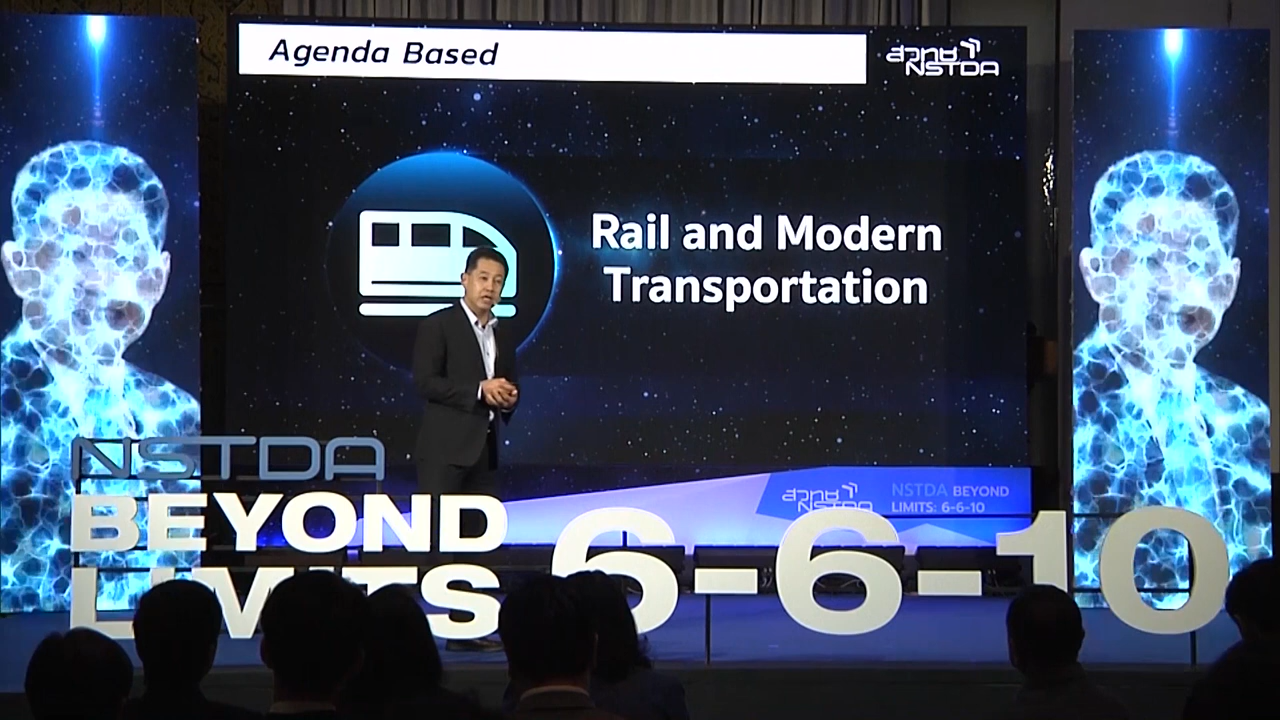 Agenda Based
สวทช
NSTDA
Rail and Modern
Transportation
NSTDA
BEYOND
LIMITS
6-6-10
สวทช
NSTDA
NSTDA BEYOND
LIMITS: 6-6-10